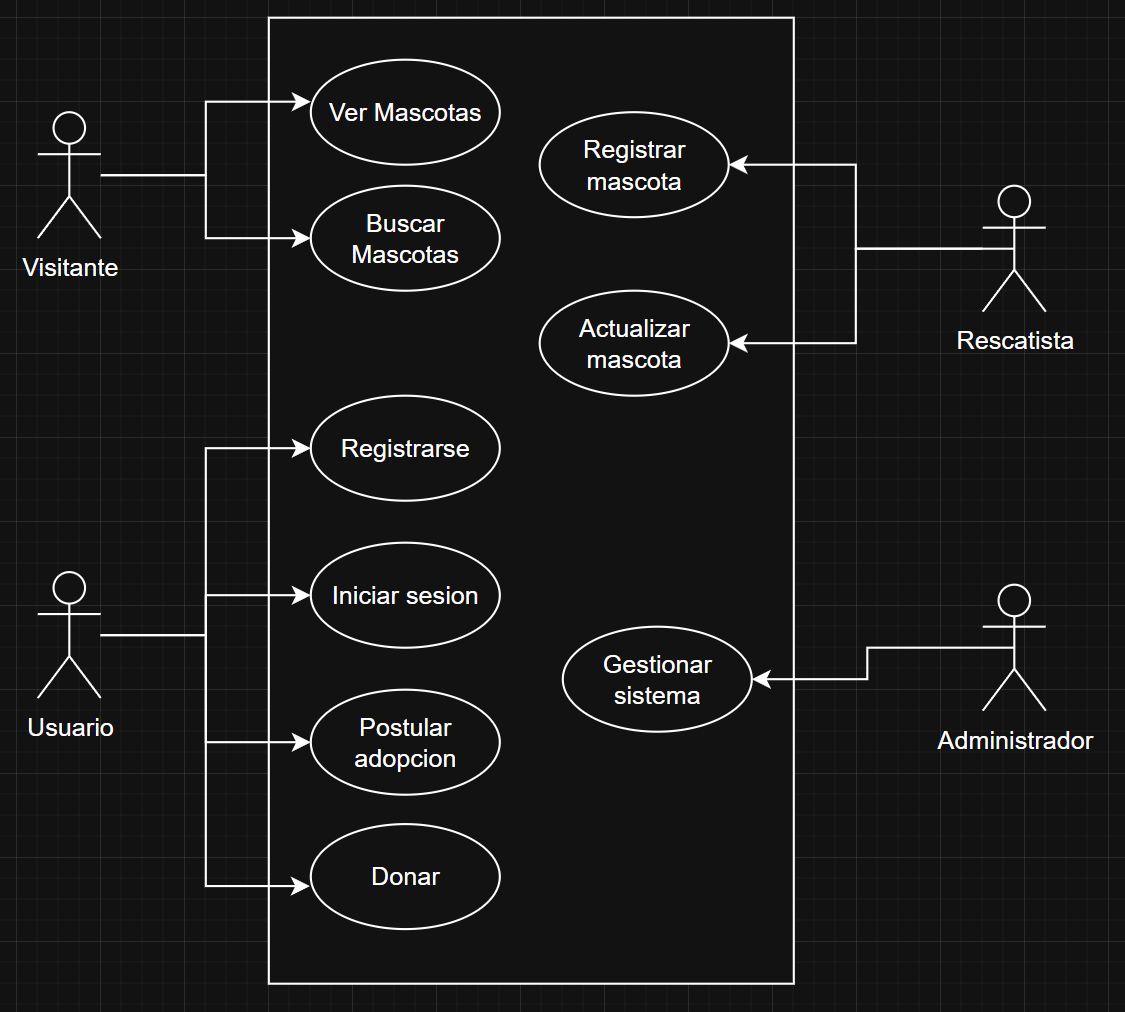 Ver Mascotas
Buscar
Mascotas
Visitante
Registrar
mascota
Actualizar
mascota
Rescatista
Registrarse
Iniciar sesion
Postular
adopcion
Donar
Usuario
Gestionar
sistema
Administrador